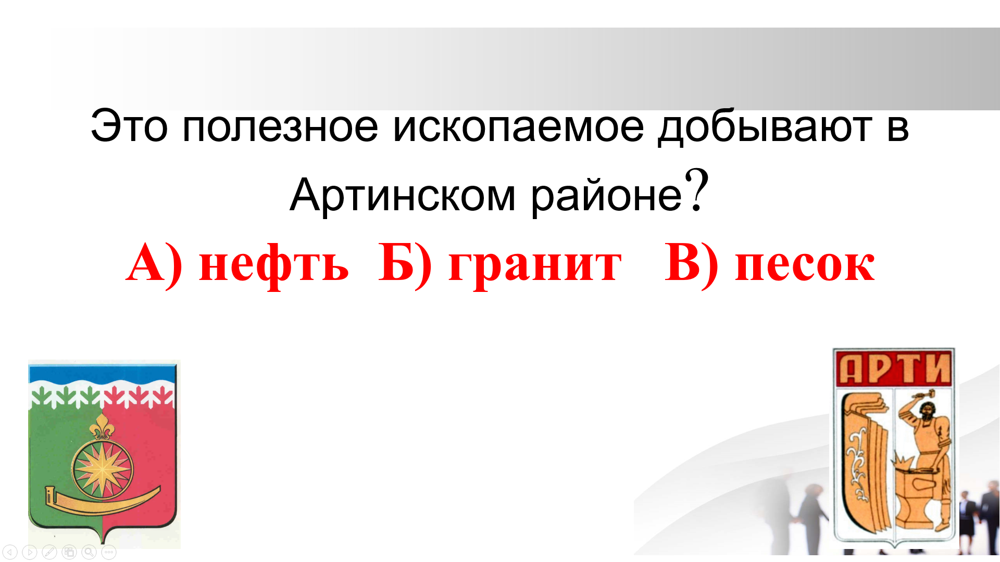 Это полезное ископаемое добывают в
Артинском районе?
А) нефть Б) гранит В) песок
АРТИ